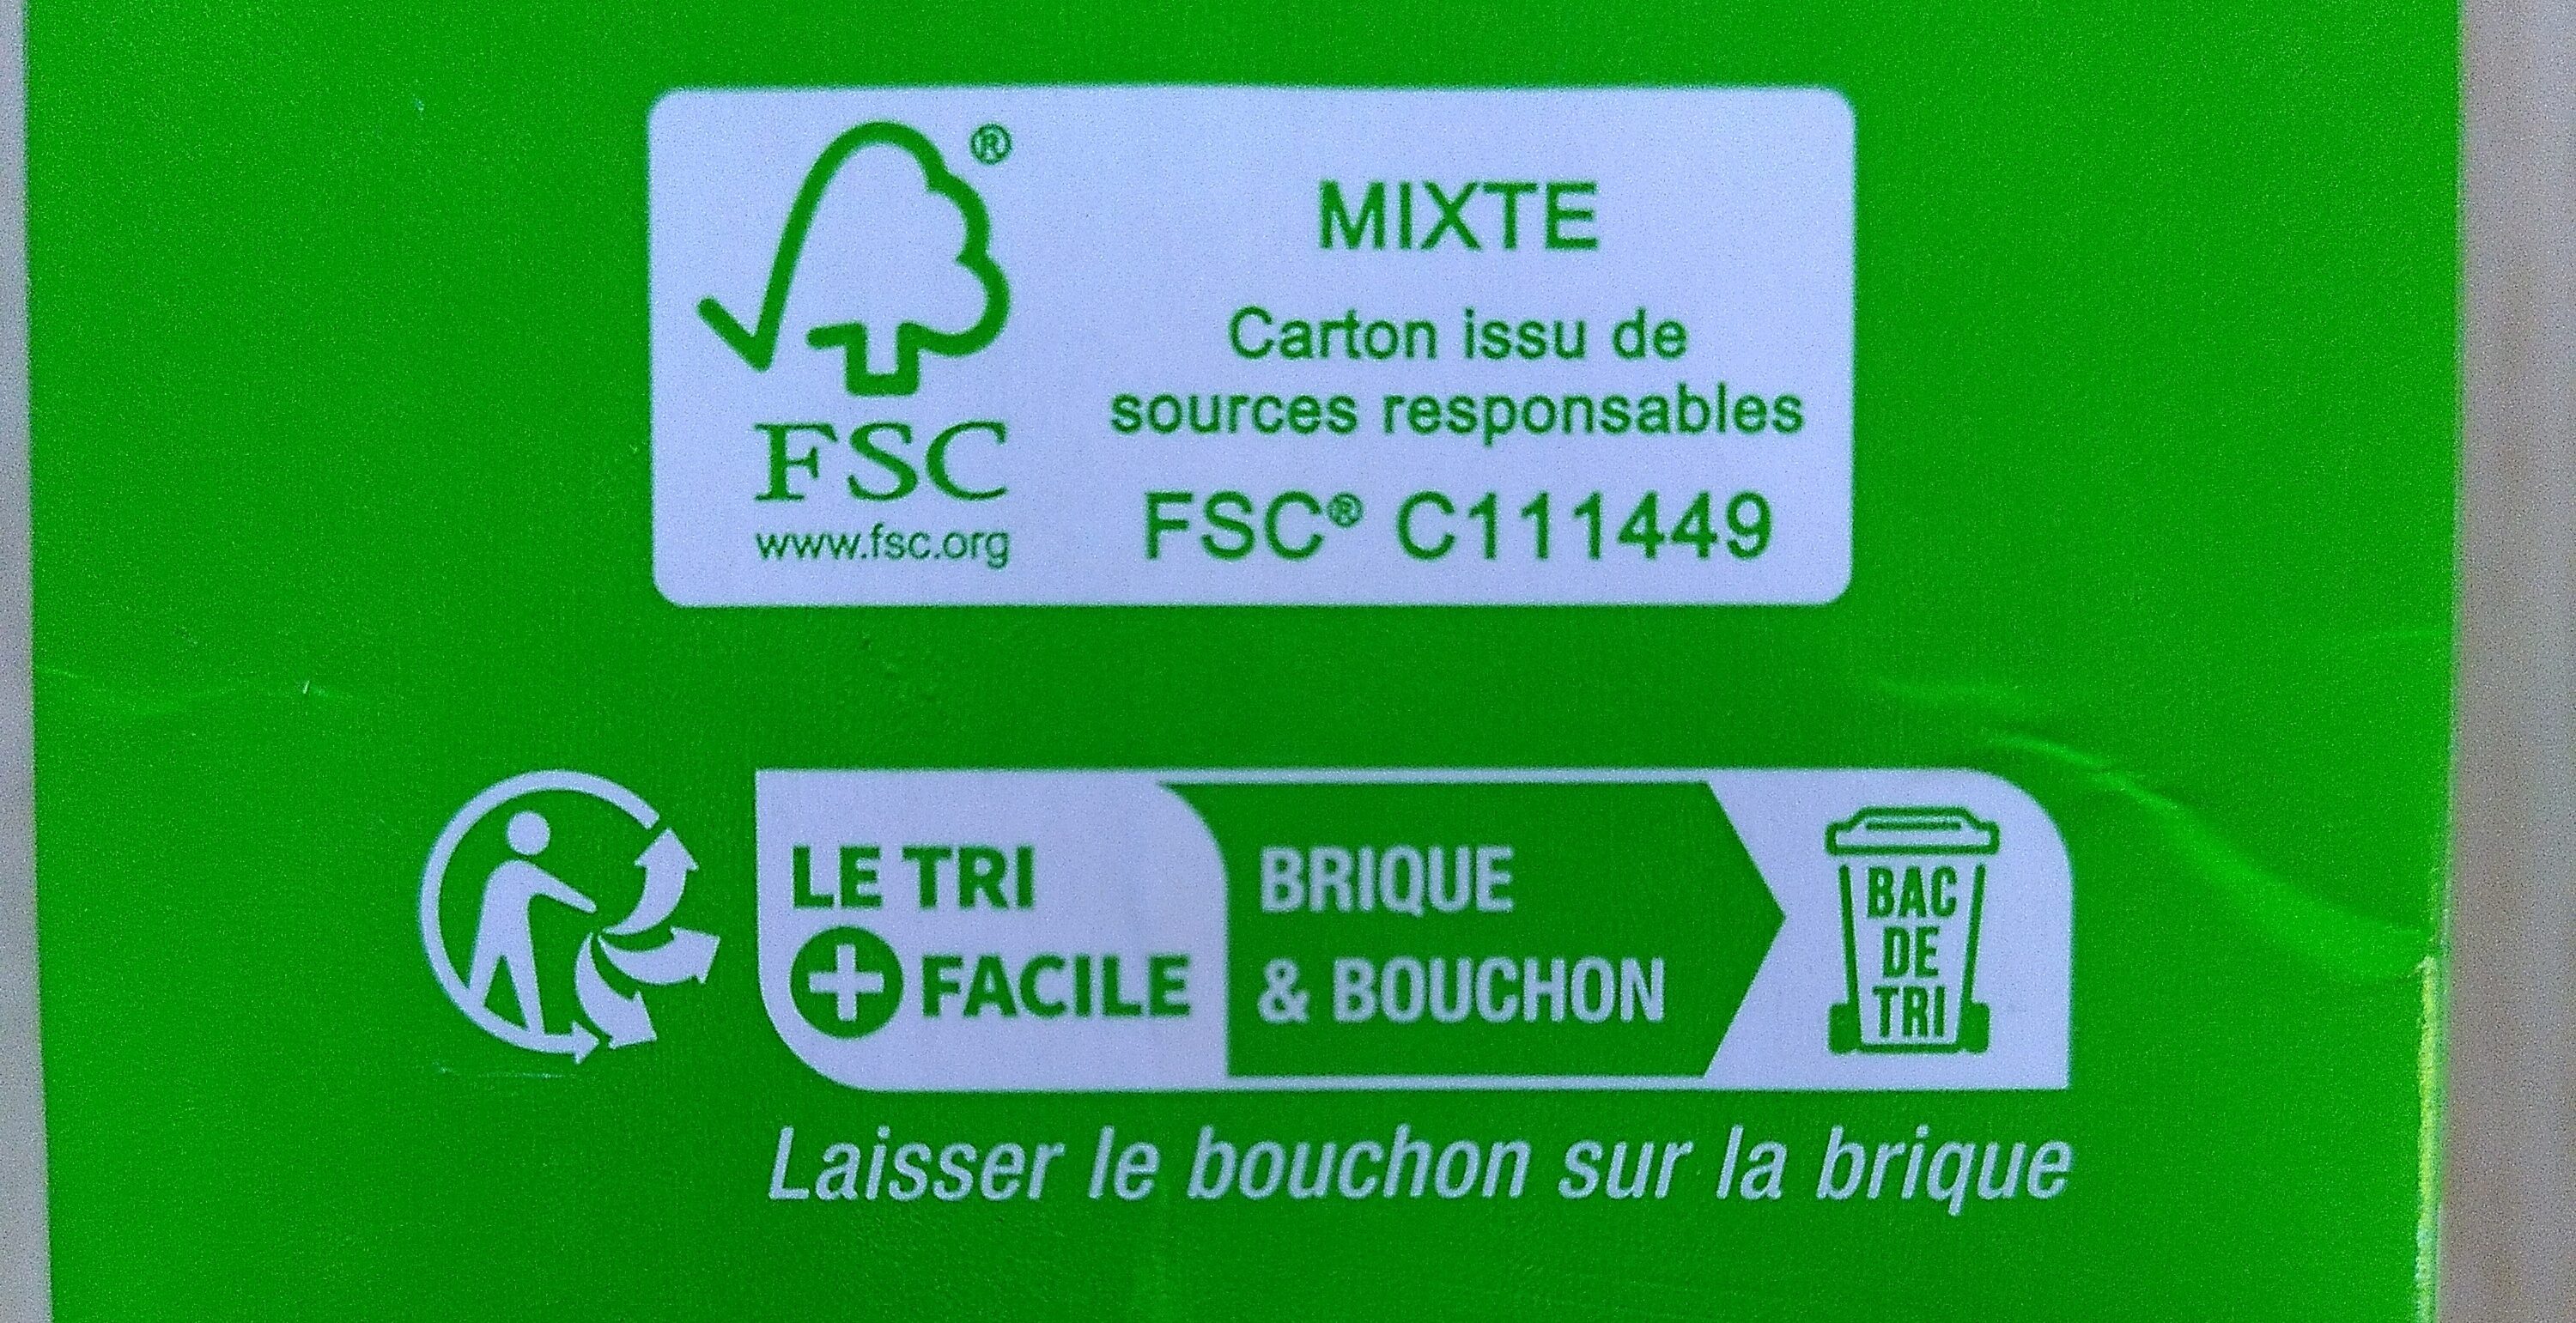 ®
MIXTE
Carton issu de
sources responsables
FSC
www.fsc.org
FSC® C111449
LE TRI
+ FACILE
BRIQUE
& BOUCHON
BAC
DE
TRI
Laisser le bouchon sur la brique